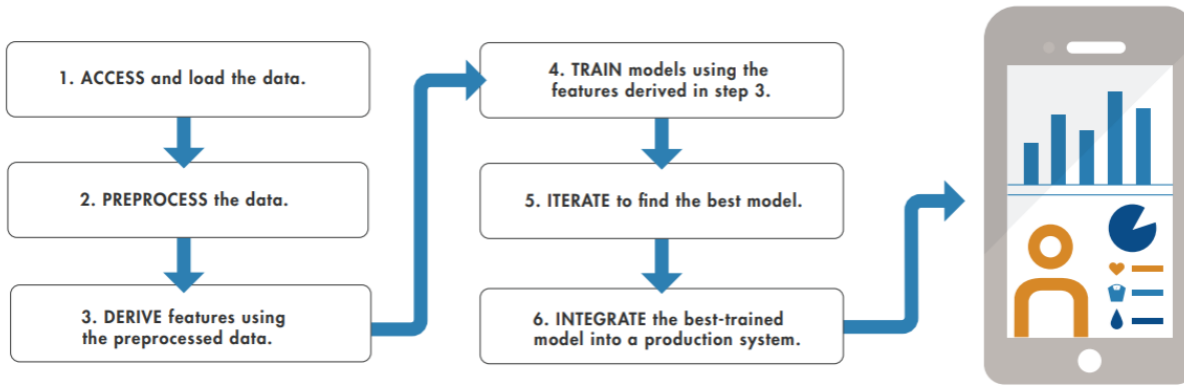 1. ACCESS and load the data.
2. PREPROCESS the data.
3. DERIVE features using
the preprocessed data.
4. TRAIN models using the
features derived in step 3.
5. ITERATE to find the best model.
6. INTEGRATE the best-trained
model into a production system.